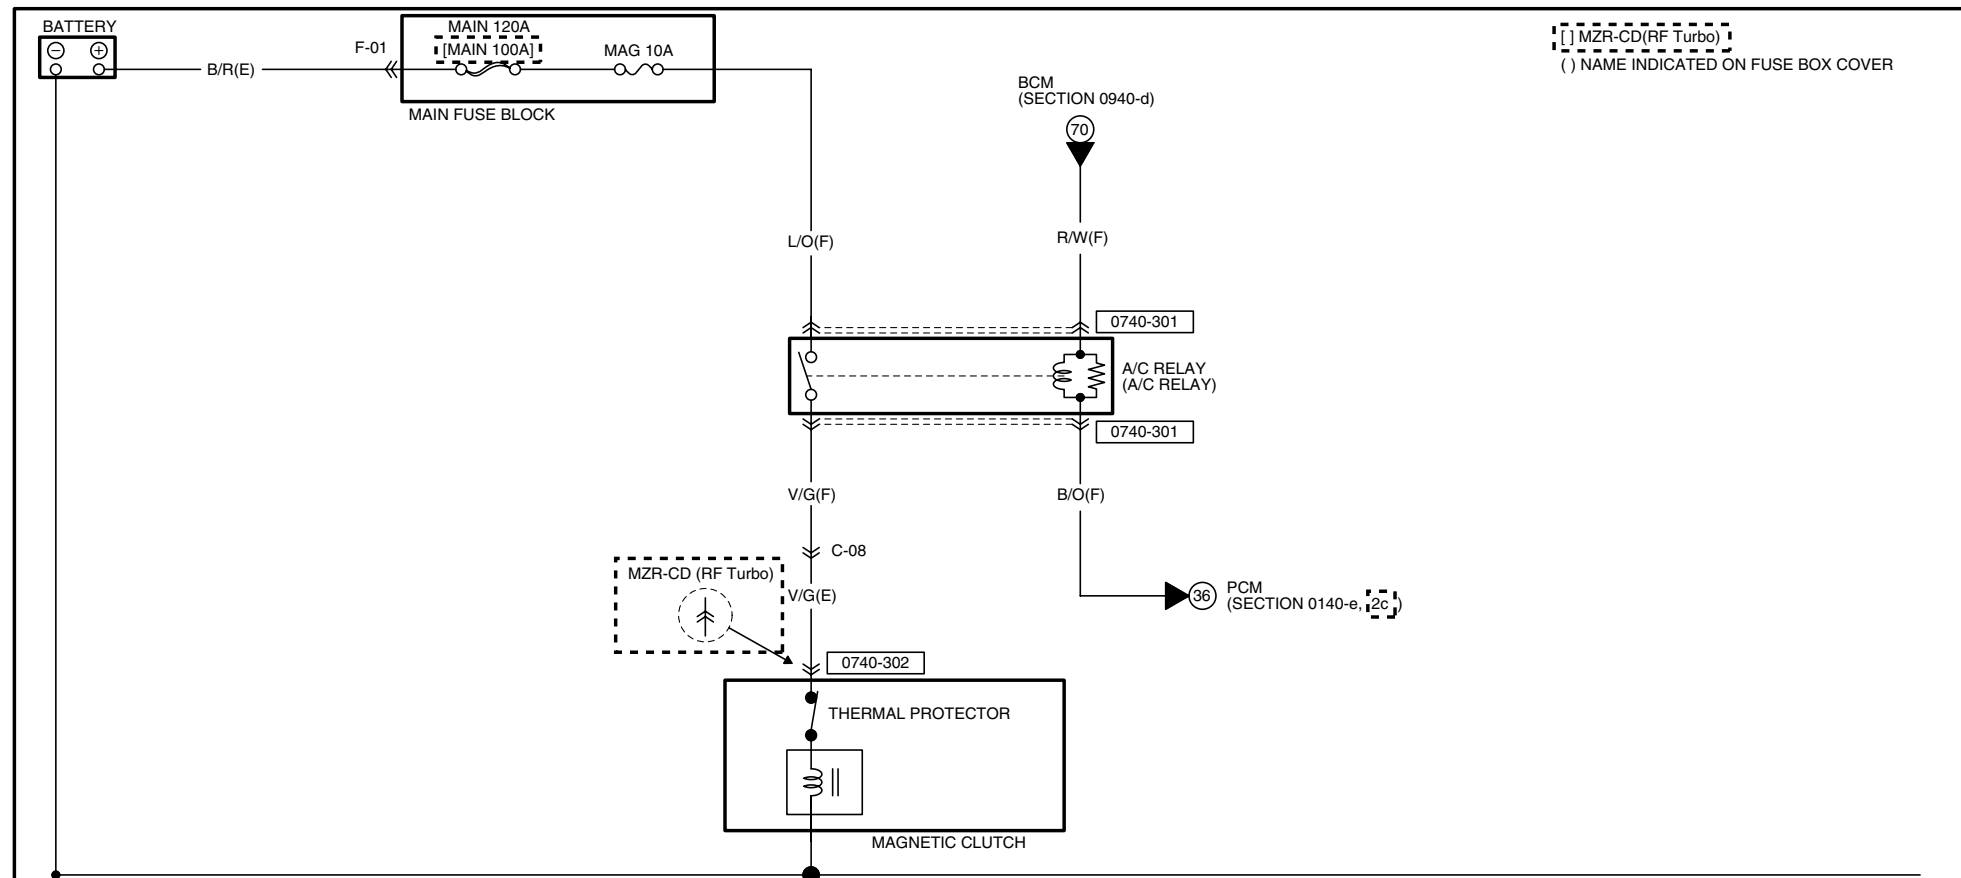 BATTERY
− +
B/R(E)
F-01
MAIN 120A
[MAIN 100A]
MAG 10A
MAIN FUSE BLOCK
[ ] MZR-CD(RF Turbo)
( ) NAME INDICATED ON FUSE BOX COVER
BCM
(SECTION 0940-d)
70
L/O(F)
R/W(F)
0740-301
A/C RELAY
(A/C RELAY)
0740-301
V/G(F)
B/O(F)
C-08
MZR-CD (RF Turbo)
V/G(E)
36
PCM
(SECTION 0140-e, 2c )
0740-302
THERMAL PROTECTOR
MAGNETIC CLUTCH